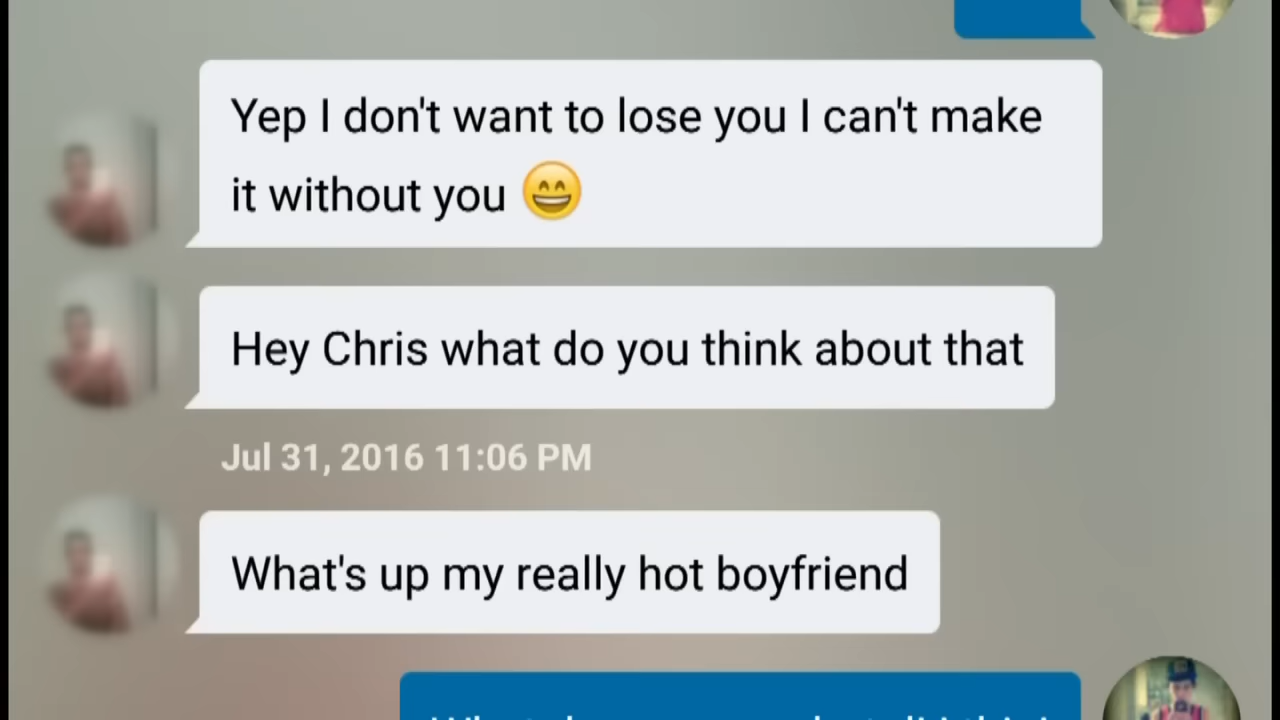 Yep I don't want to lose you I can't make
it without you 😄
Hey Chris what do you think about that
Jul 31, 2016 11:06 PM
What's up my really hot boyfriend